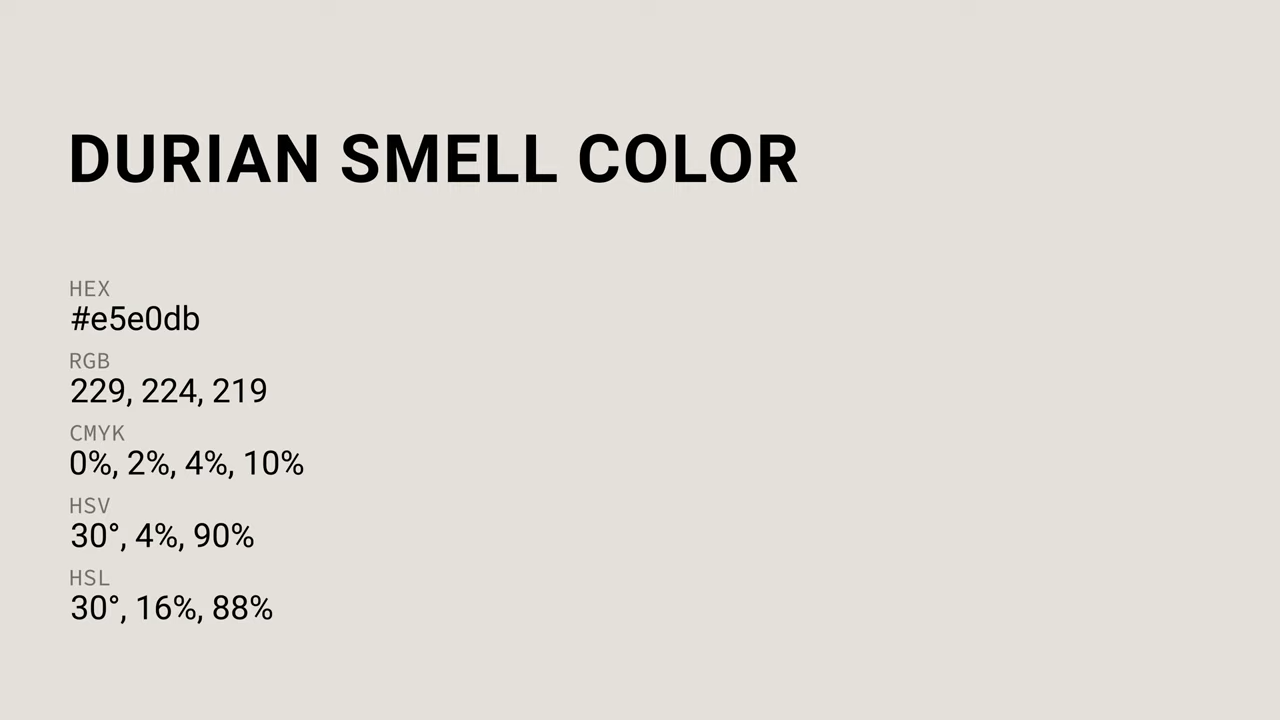 DURIAN SMELL COLOR
HEX
#e5e0db
RGB
229, 224, 219
CMYK
0%, 2%, 4%, 10%
HSV
30°, 4%, 90%
HSL
30°, 16%, 88%